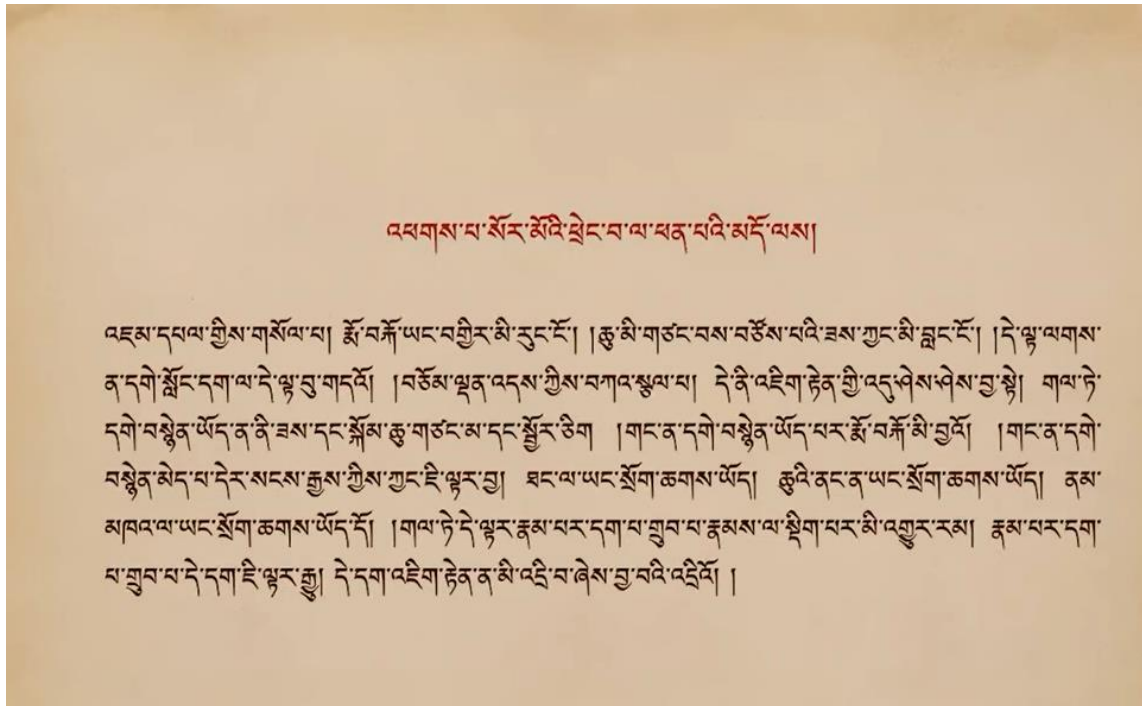 འཕགས་པ་སོར་མོའི་ཕྲེང་བ་ལ་ཕན་པའི་མདོ་ལས།
འཇམ་དཔལ་གྱིས་གསོལ་པ། རྨོ་བརྐོ་ཡང་བགྱིར་མི་རུང་ངོ་། །ཆུ་མི་གཙང་བས་བཙོས་པའི་ཟས་ཀྱང་མི་བླང་ངོ་། །དེ་ལྟ་ལགས་
ན་དགེ་སློང་དག་ལ་དེ་ལྟ་བུ་གདའོ། །བཅོམ་ལྡན་འདས་ཀྱིས་བཀའ་སྩལ་པ། དེ་ནི་འཇིག་རྟེན་གྱི་འདུ་ཤེས་ཤེས་བྱ་སྟེ། གལ་ཏེ་
དགེ་བསྙེན་ཡོད་ན་ནི་ཟས་དང་སྐོམ་ཆུ་གཙང་མ་དང་སྦྱོར་ཅིག །གང་ན་དགེ་བསྙེན་ཡོད་པར་རྨོ་བརྐོ་མི་བྱའོ། །གང་ན་དགེ་
བསྙེན་མེད་པ་དེར་སངས་རྒྱས་ཀྱིས་ཀྱང་ཇི་ལྟར་བྱ། ཐང་ལ་ཡང་སྲོག་ཆགས་ཡོད། ཆུའི་ནང་ན་ཡང་སྲོག་ཆགས་ཡོད། ནམ་
མཁའ་ལ་ཡང་སྲོག་ཆགས་ཡོད་དོ། །གལ་ཏེ་དེ་ལྟར་རྣམ་པར་དག་པ་གྲུབ་པ་རྣམས་ལ་སྡིག་པར་མི་འགྱུར་རམ། རྣམ་པར་དག་
པ་གྲུབ་པ་དེ་དག་ཇི་ལྟར་རྒྱུ། དེ་དག་འཇིག་རྟེན་ན་མི་འདྲི་བ་ཞེས་བྱ་བའི་འདྲིའོ། །